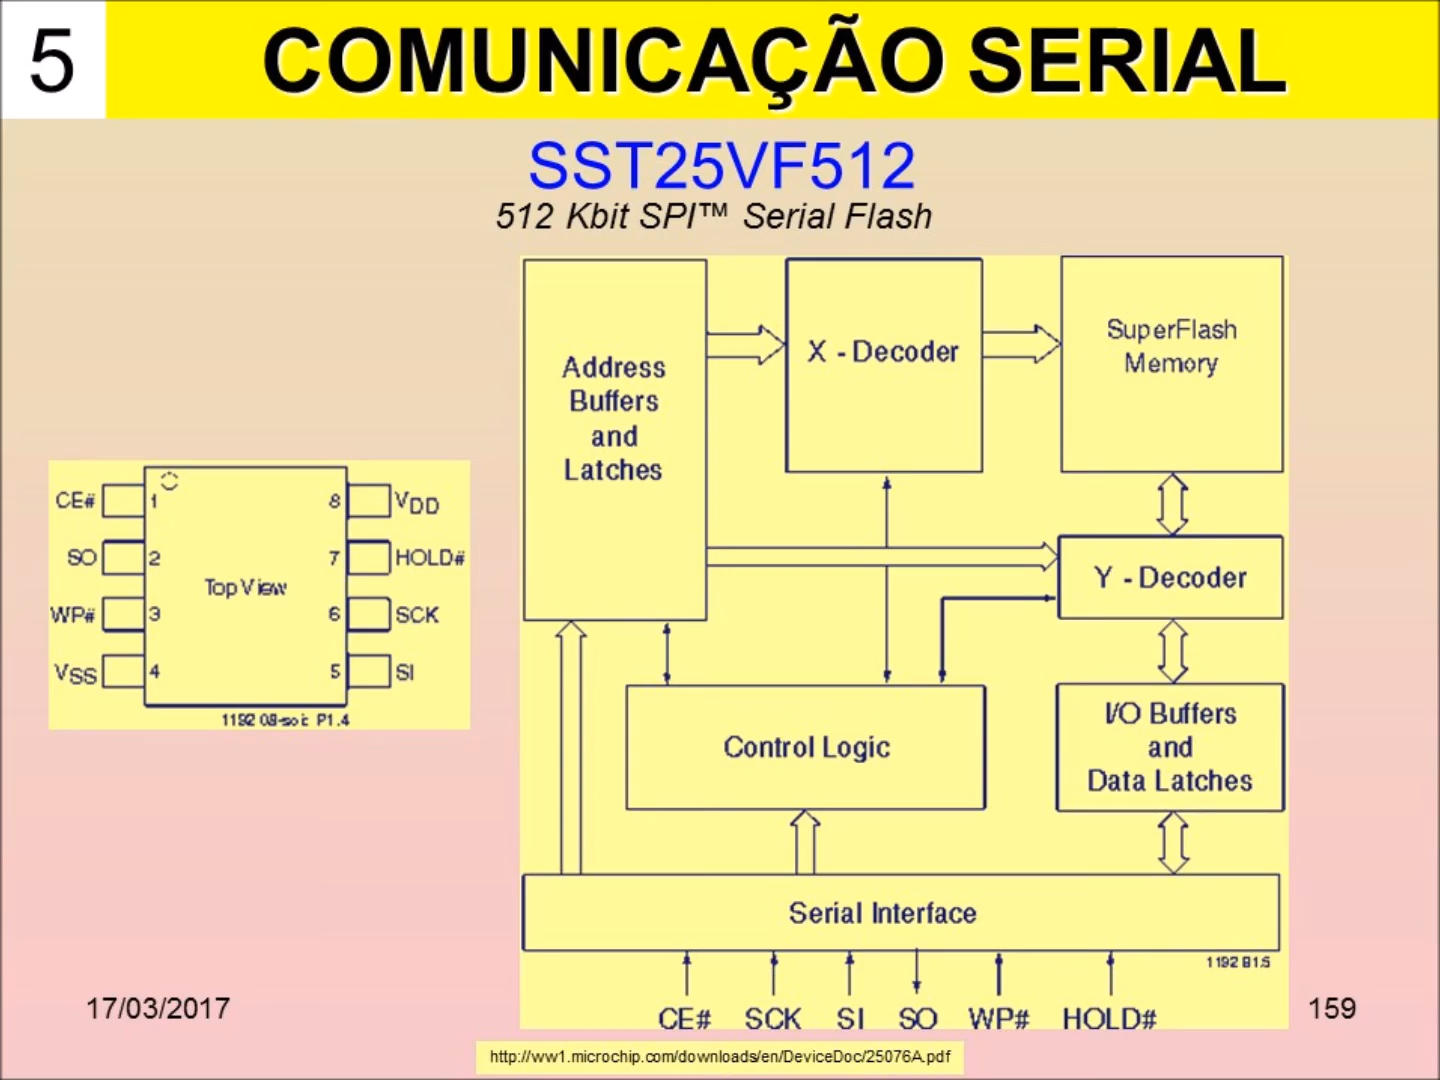 5
COMUNICAÇÃO SERIAL
SST25VF512
512 Kbit SPI™ Serial Flash
CE# 1
SO 2
WP# 3
VSS 4
Top View
8 VDD
7 HOLD#
6 SCK
5 SI
1192 08-soic P1.4
Address
Buffers
and
Latches
X - Decoder
SuperFlash
Memory
Y - Decoder
Control Logic
I/O Buffers
and
Data Latches
Serial Interface
1192 B1.5
CE# SCK SI SO WP# HOLD#
17/03/2017
159
http://ww1.microchip.com/downloads/en/DeviceDoc/25076A.pdf